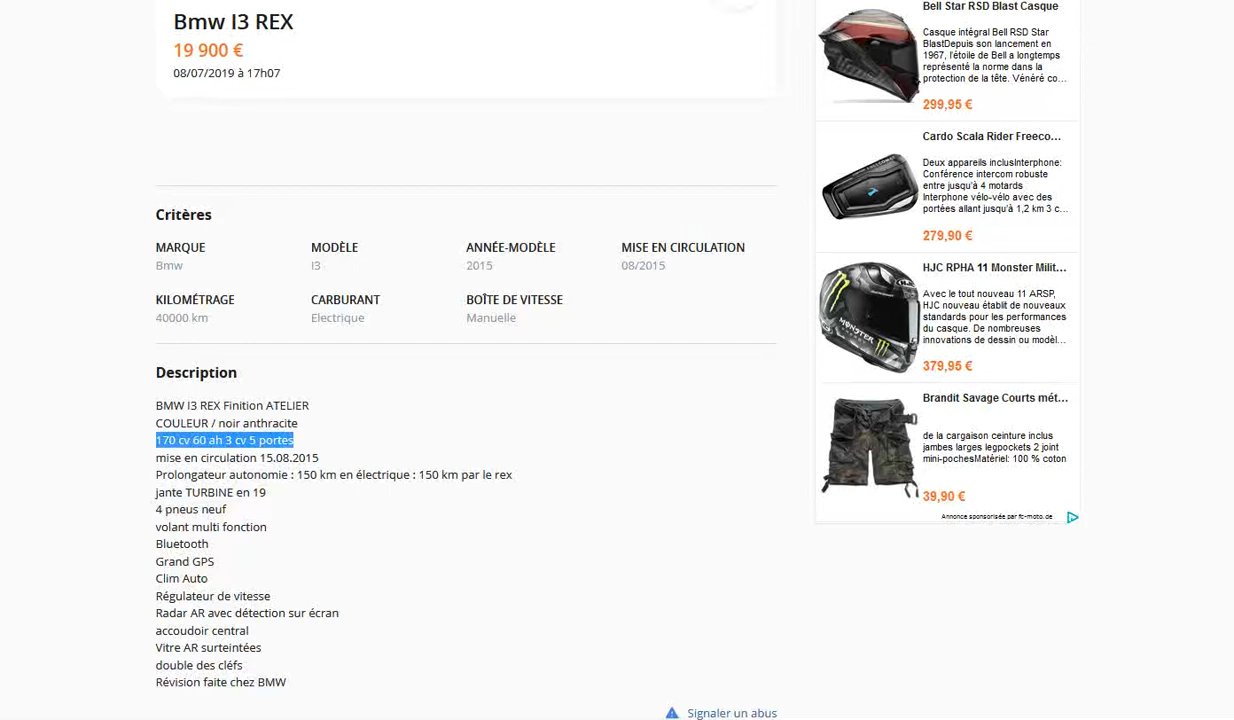 Bmw I3 REX
19 900 €
08/07/2019 à 17h07
Critères
MARQUE
Bmw
MODÈLE
I3
ANNÉE-MODÈLE
2015
MISE EN CIRCULATION
08/2015
KILOMÉTRAGE
40000 km
CARBURANT
Electrique
BOÎTE DE VITESSE
Manuelle
Description
BMW I3 REX Finition ATELIER
COULEUR / noir anthracite
170 cv 60 ah 3 cv 5 portes
mise en circulation 15.08.2015
Prolongateur autonomie : 150 km en électrique : 150 km par le rex
jante TURBINE en 19
4 pneus neuf
volant multi fonction
Bluetooth
Grand GPS
Clim Auto
Régulateur de vitesse
Radar AR avec détection sur écran
accoudoir central
Vitre AR surteintées
double des cléfs
Révision faite chez BMW
Signaler un abus
Bell Star RSD Blast Casque
Casque intégral Bell RSD Star
BlastDepuis son lancement en
1967, l'étoile de Bell a longtemps
représenté la norme dans la
protection de la tête. Vénéré co...
299,95 €
Cardo Scala Rider Freeco...
Deux appareils inclusInterphone:
Conférence intercom robuste
entre jusqu'à 4 motards
Interphone vélo-vélo avec des
portées allant jusqu'à 1,2 km 3 c...
279,90 €
HJC RPHA 11 Monster Milit...
Avec le tout nouveau 11 ARSP,
HJC nouveau établit de nouveaux
standards pour les performances
du casque. De nombreuses
innovations de dessin ou modèl...
379,95 €
HJC
MONSTER
Brandit Savage Courts mét...
de la cargaison ceinture inclus
jambes larges legpockets 2 joint
mini-pochesMatériel: 100 % coton
39,90 €
Annonce sponsorisée par fc-moto.de